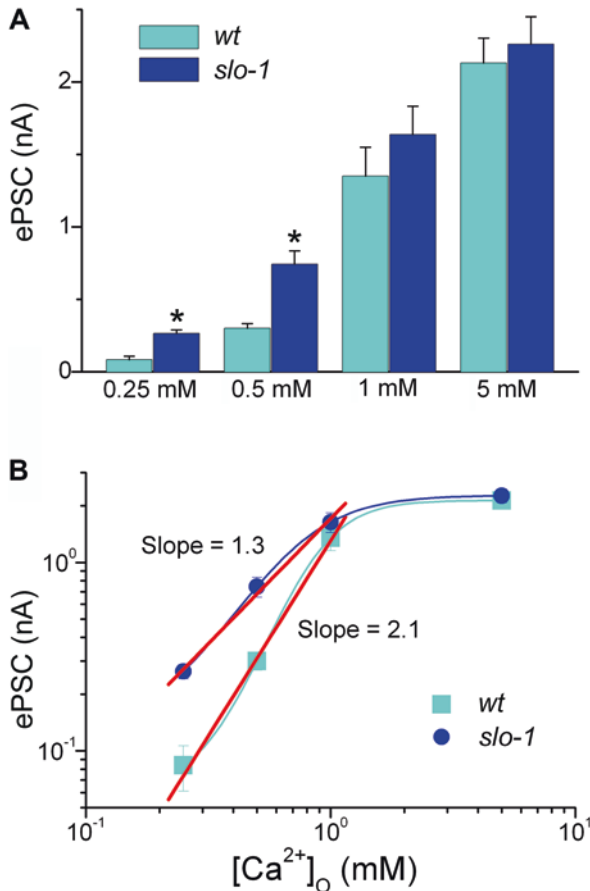 A
wt
slo-1
ePSC (nA)
2
1
0
*
*
0.25 mM
0.5 mM
1 mM
5 mM
B
ePSC (nA)
10⁰
10⁻¹
Slope = 1.3
Slope = 2.1
wt
slo-1
10⁻¹
10⁰
10¹
[Ca²⁺]ₒ (mM)